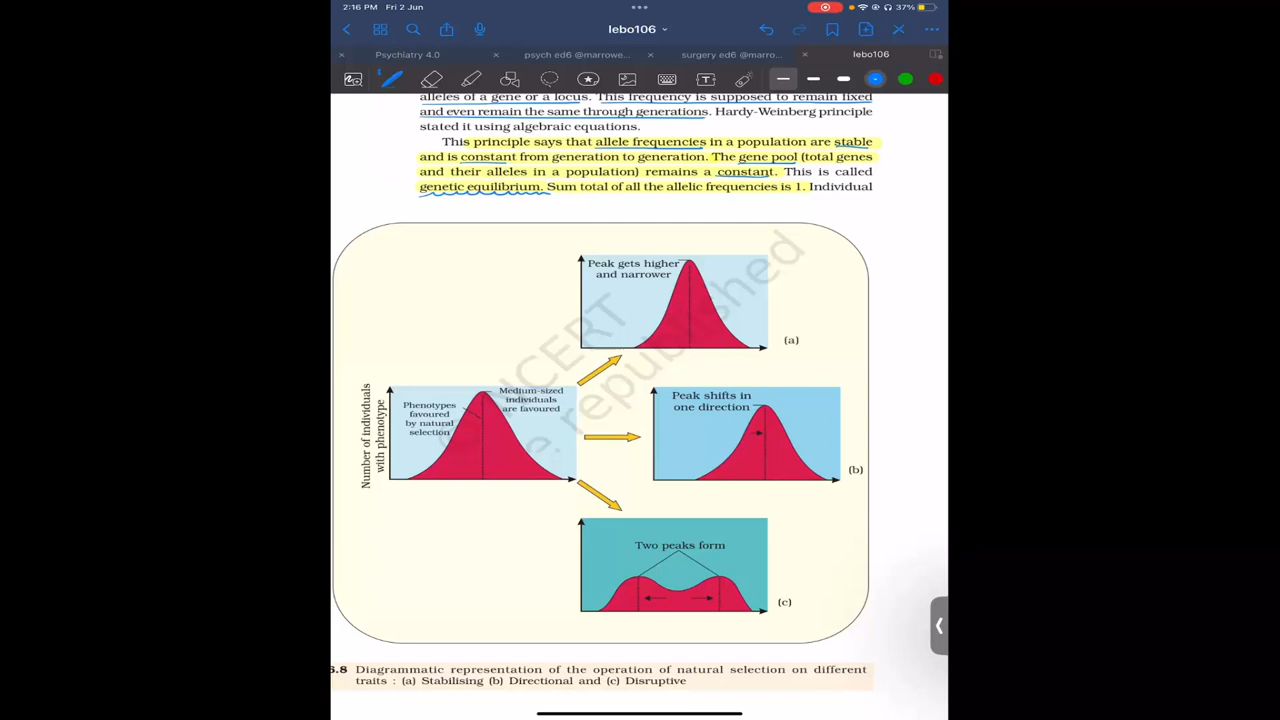 2:16 PM Fri 2 Jun
37%
lebo106
Psychiatry 4.0
psych ed6 @marrowe...
surgery ed6 @marro...
lebo106
alleles of a gene or a locus. This frequency is supposed to remain fixed
and even remain the same through generations. Hardy-Weinberg principle
stated it using algebraic equations.
This principle says that allele frequencies in a population are stable
and is constant from generation to generation. The gene pool (total genes
and their alleles in a population) remains a constant. This is called
genetic equilibrium. Sum total of all the allelic frequencies is 1. Individual
Peak gets higher
and narrower
(a)
Number of individuals
with phenotype
Phenotypes
favoured
by natural
selection
Medium-sized
individuals
are favoured
Peak shifts in
one direction
(b)
Two peaks form
(c)
NCERT
republished
6.8 Diagrammatic representation of the operation of natural selection on different
traits : (a) Stabilising (b) Directional and (c) Disruptive